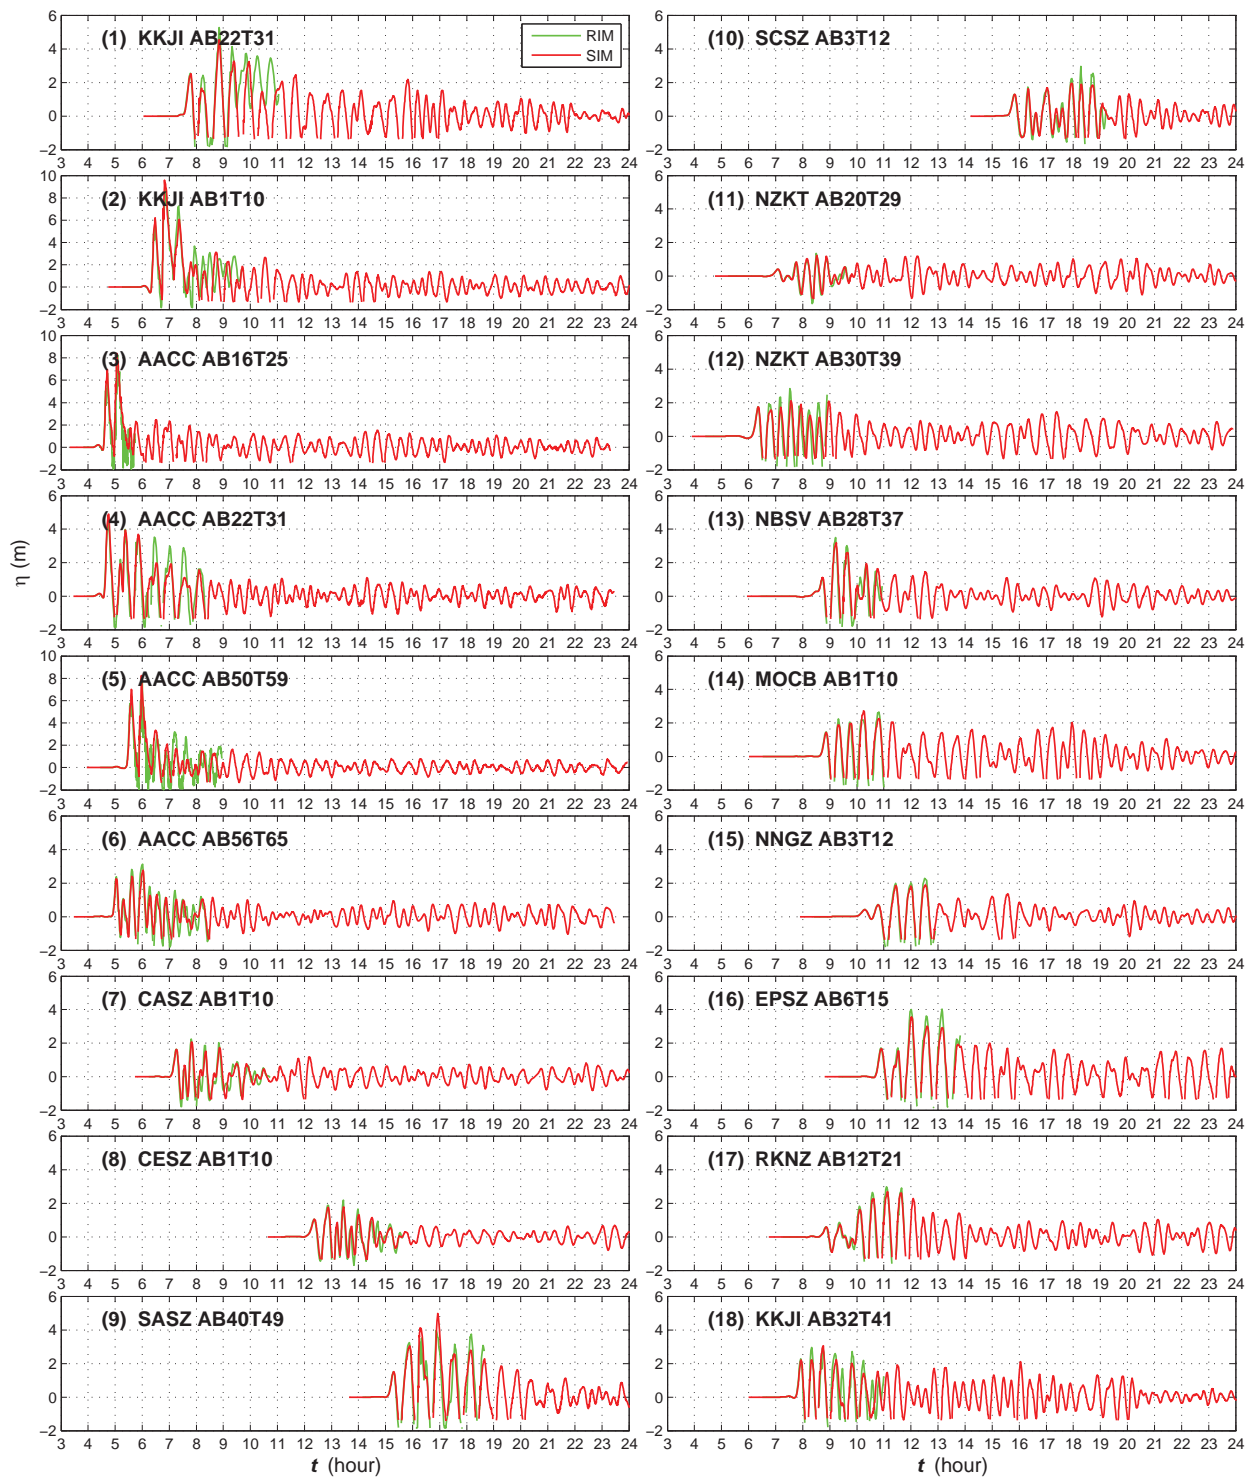 (1) KKJI AB22T31
RIM
SIM
6
4
2
0
−2
3 4 5 6 7 8 9 10 11 12 13 14 15 16 17 18 19 20 21 22 23 24
(2) KKJI AB1T10
10
8
6
4
2
0
−2
3 4 5 6 7 8 9 10 11 12 13 14 15 16 17 18 19 20 21 22 23 24
(3) AACC AB16T25
10
8
6
4
2
0
−2
3 4 5 6 7 8 9 10 11 12 13 14 15 16 17 18 19 20 21 22 23 24
(4) AACC AB22T31
6
4
2
0
−2
3 4 5 6 7 8 9 10 11 12 13 14 15 16 17 18 19 20 21 22 23 24
η (m)
(5) AACC AB50T59
10
8
6
4
2
0
−2
3 4 5 6 7 8 9 10 11 12 13 14 15 16 17 18 19 20 21 22 23 24
(6) AACC AB56T65
6
4
2
0
−2
3 4 5 6 7 8 9 10 11 12 13 14 15 16 17 18 19 20 21 22 23 24
(7) CASZ AB1T10
6
4
2
0
−2
3 4 5 6 7 8 9 10 11 12 13 14 15 16 17 18 19 20 21 22 23 24
(8) CESZ AB1T10
6
4
2
0
−2
3 4 5 6 7 8 9 10 11 12 13 14 15 16 17 18 19 20 21 22 23 24
(9) SASZ AB40T49
6
4
2
0
−2
3 4 5 6 7 8 9 10 11 12 13 14 15 16 17 18 19 20 21 22 23 24
t (hour)
(10) SCSZ AB3T12
6
4
2
0
−2
3 4 5 6 7 8 9 10 11 12 13 14 15 16 17 18 19 20 21 22 23 24
(11) NZKT AB20T29
6
4
2
0
−2
3 4 5 6 7 8 9 10 11 12 13 14 15 16 17 18 19 20 21 22 23 24
(12) NZKT AB30T39
6
4
2
0
−2
3 4 5 6 7 8 9 10 11 12 13 14 15 16 17 18 19 20 21 22 23 24
(13) NBSV AB28T37
6
4
2
0
−2
3 4 5 6 7 8 9 10 11 12 13 14 15 16 17 18 19 20 21 22 23 24
(14) MOCB AB1T10
6
4
2
0
−2
3 4 5 6 7 8 9 10 11 12 13 14 15 16 17 18 19 20 21 22 23 24
(15) NNGZ AB3T12
6
4
2
0
−2
3 4 5 6 7 8 9 10 11 12 13 14 15 16 17 18 19 20 21 22 23 24
(16) EPSZ AB6T15
6
4
2
0
−2
3 4 5 6 7 8 9 10 11 12 13 14 15 16 17 18 19 20 21 22 23 24
(17) RKNZ AB12T21
6
4
2
0
−2
3 4 5 6 7 8 9 10 11 12 13 14 15 16 17 18 19 20 21 22 23 24
(18) KKJI AB32T41
6
4
2
0
−2
3 4 5 6 7 8 9 10 11 12 13 14 15 16 17 18 19 20 21 22 23 24
t (hour)